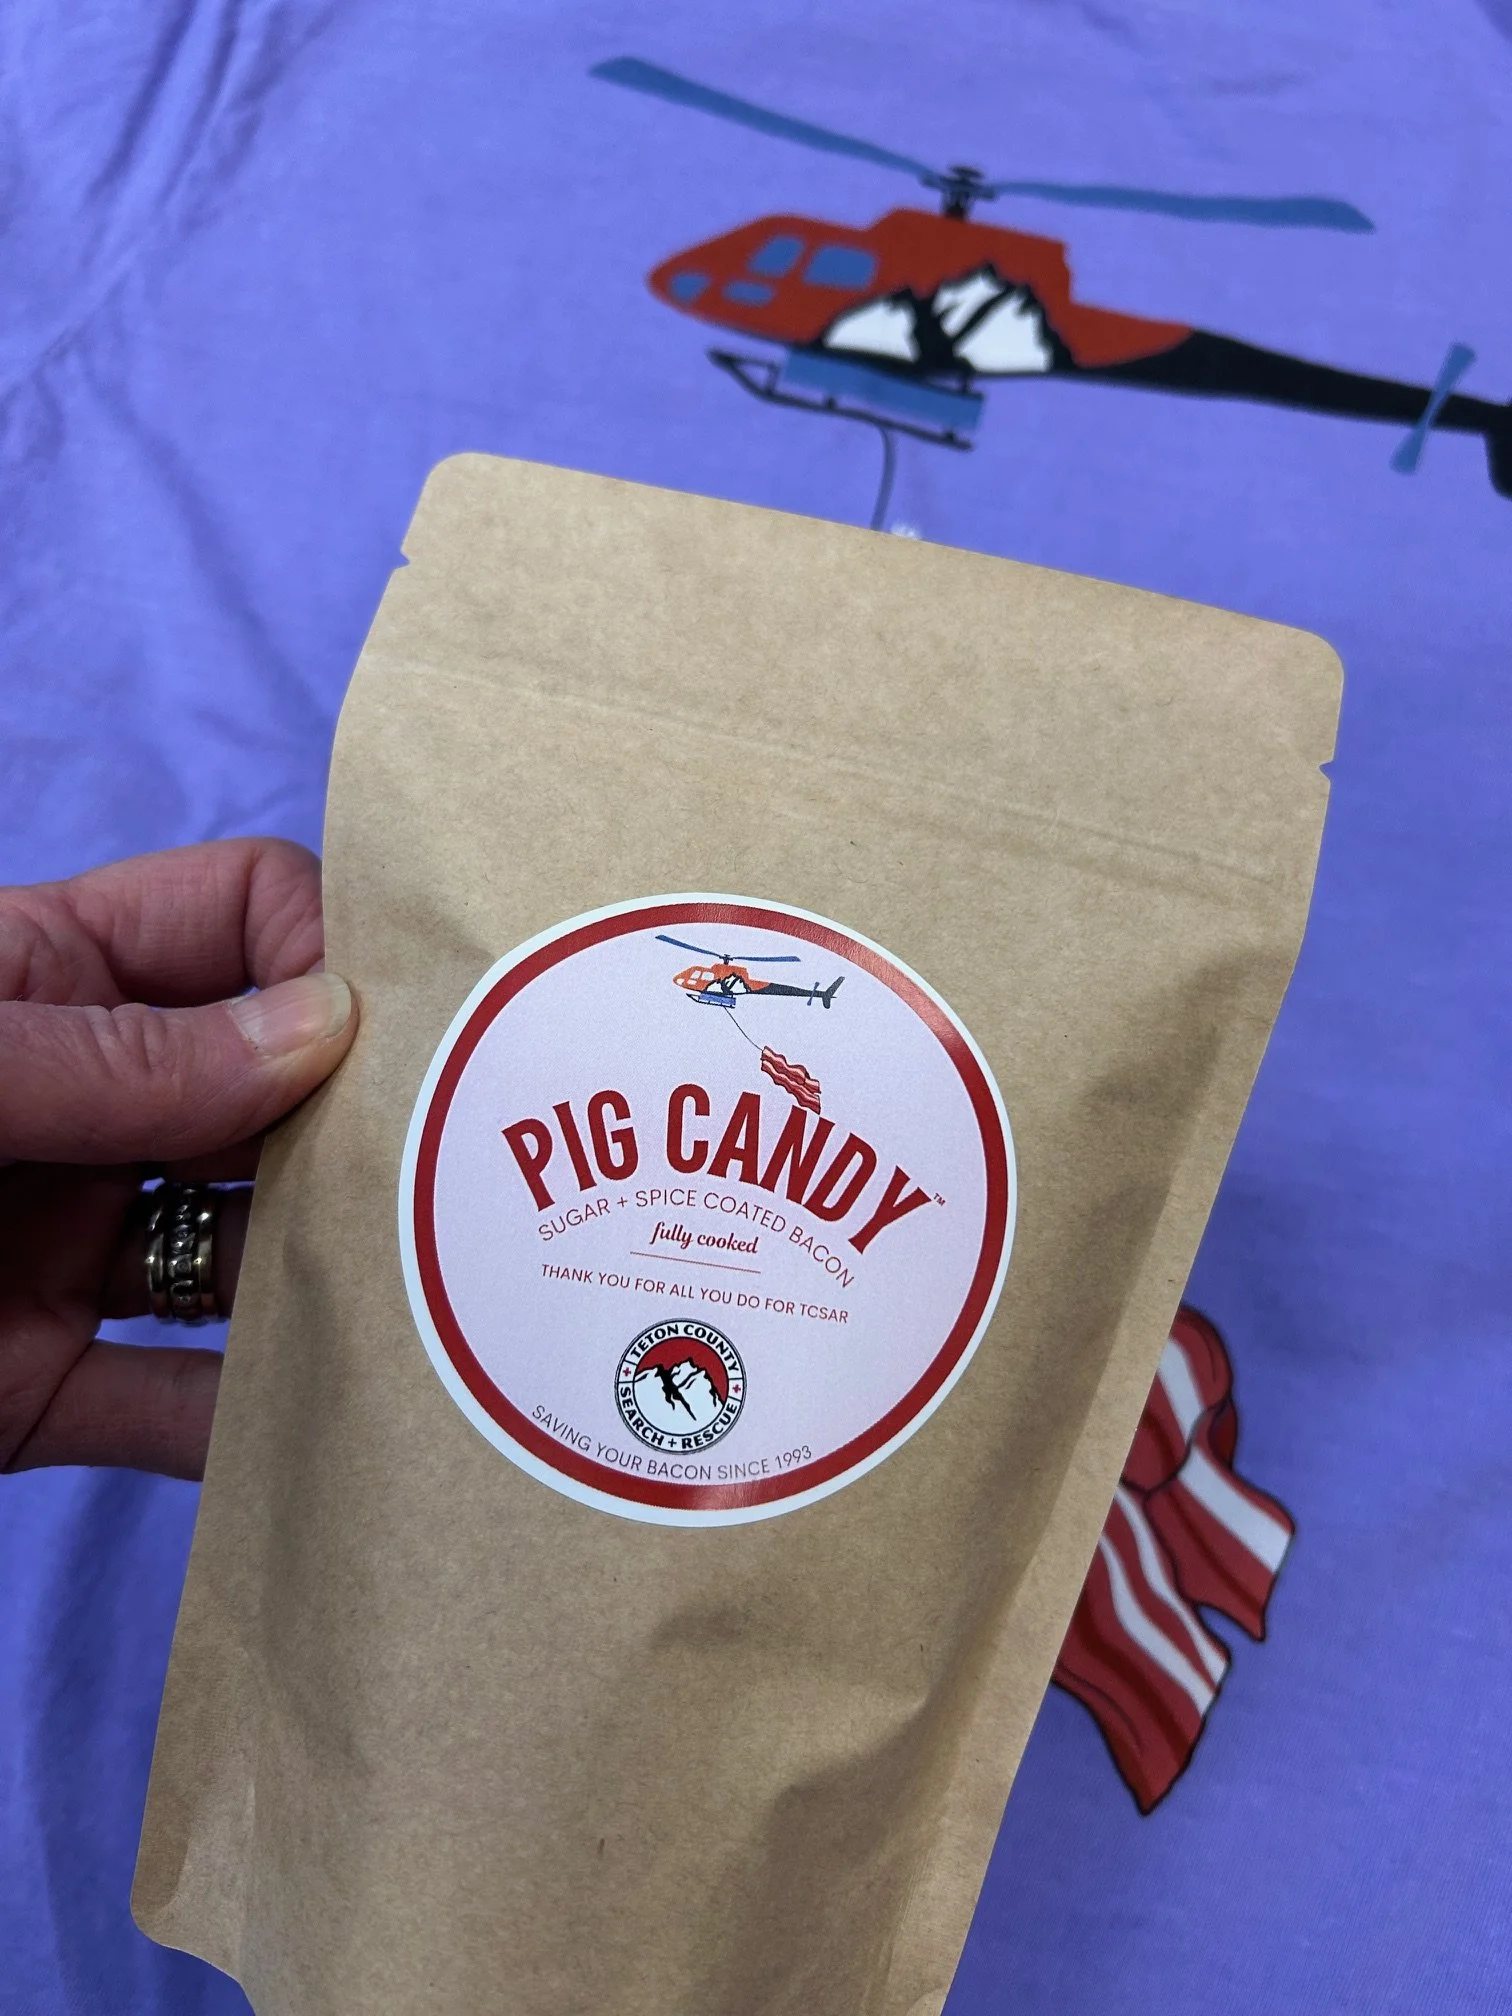 PIG CANDY™
SUGAR + SPICE COATED BACON
fully cooked
THANK YOU FOR ALL YOU DO FOR TCSAR
TETON COUNTY
SEARCH + RESCUE
SAVING YOUR BACON SINCE 1993